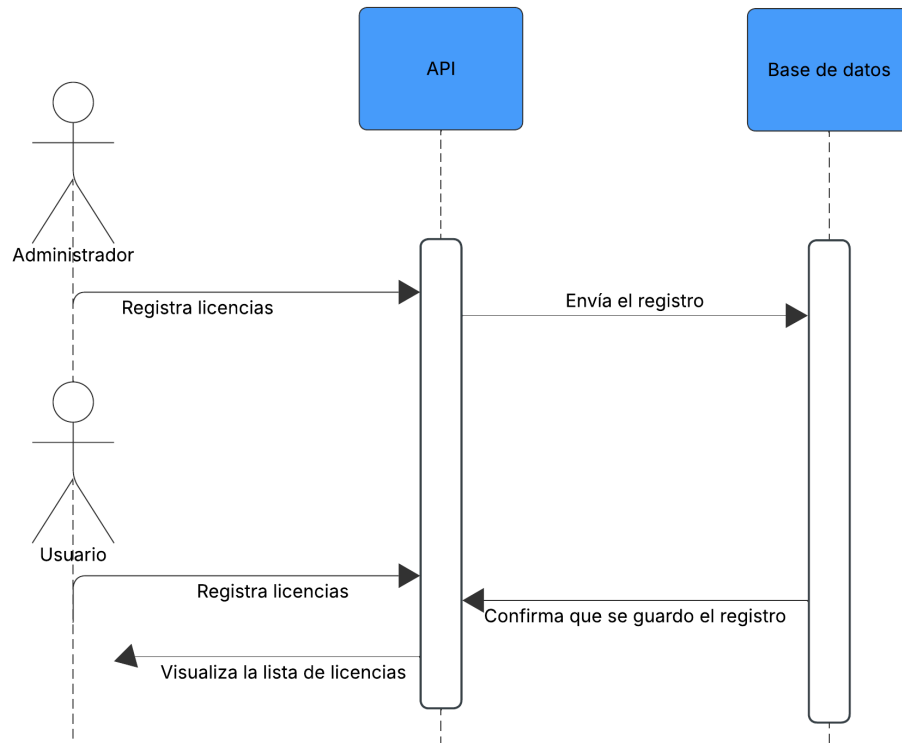 API
Base de datos
Administrador
Registra licencias
Envía el registro
Usuario
Registra licencias
Confirma que se guardo el registro
Visualiza la lista de licencias